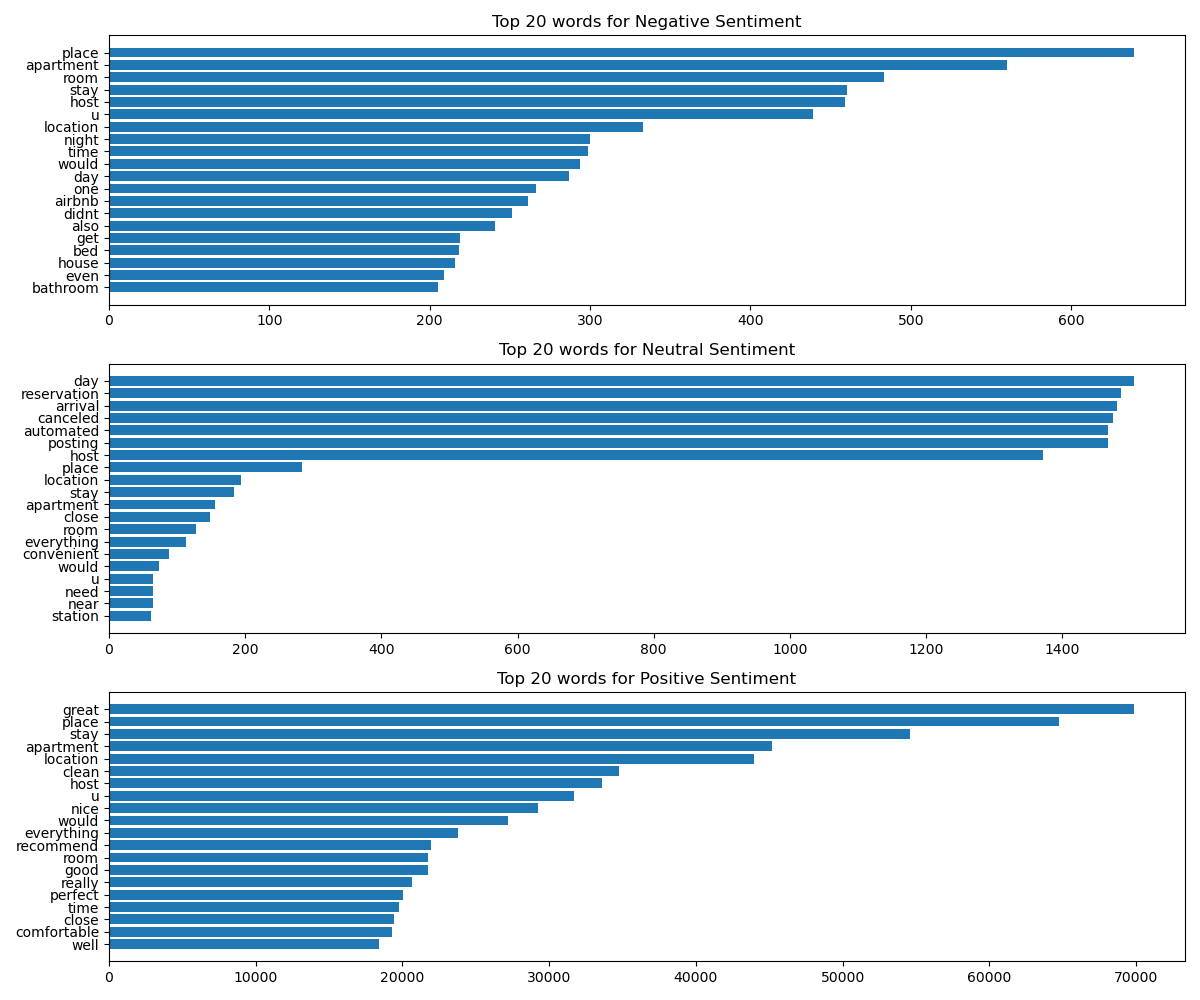 Top 20 words for Negative Sentiment
place
apartment
room
stay
host
u
location
night
time
would
day
one
airbnb
didnt
also
get
bed
house
even
bathroom
0 100 200 300 400 500 600
Top 20 words for Neutral Sentiment
day
reservation
arrival
canceled
automated
posting
host
place
location
stay
apartment
close
room
everything
convenient
would
u
need
near
station
0 200 400 600 800 1000 1200 1400
Top 20 words for Positive Sentiment
great
place
stay
apartment
location
clean
host
u
nice
would
everything
recommend
room
good
really
perfect
time
close
comfortable
well
0 10000 20000 30000 40000 50000 60000 70000